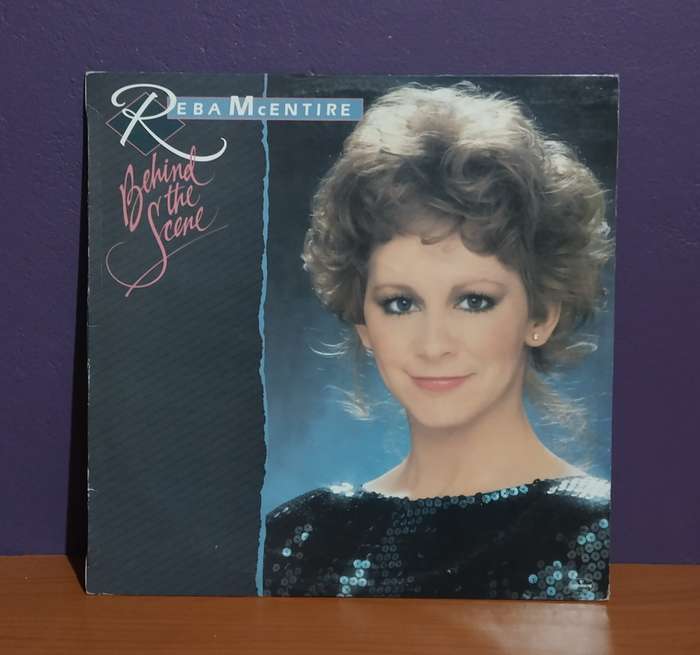 REBA MCENTIRE
Behind
the
Scene